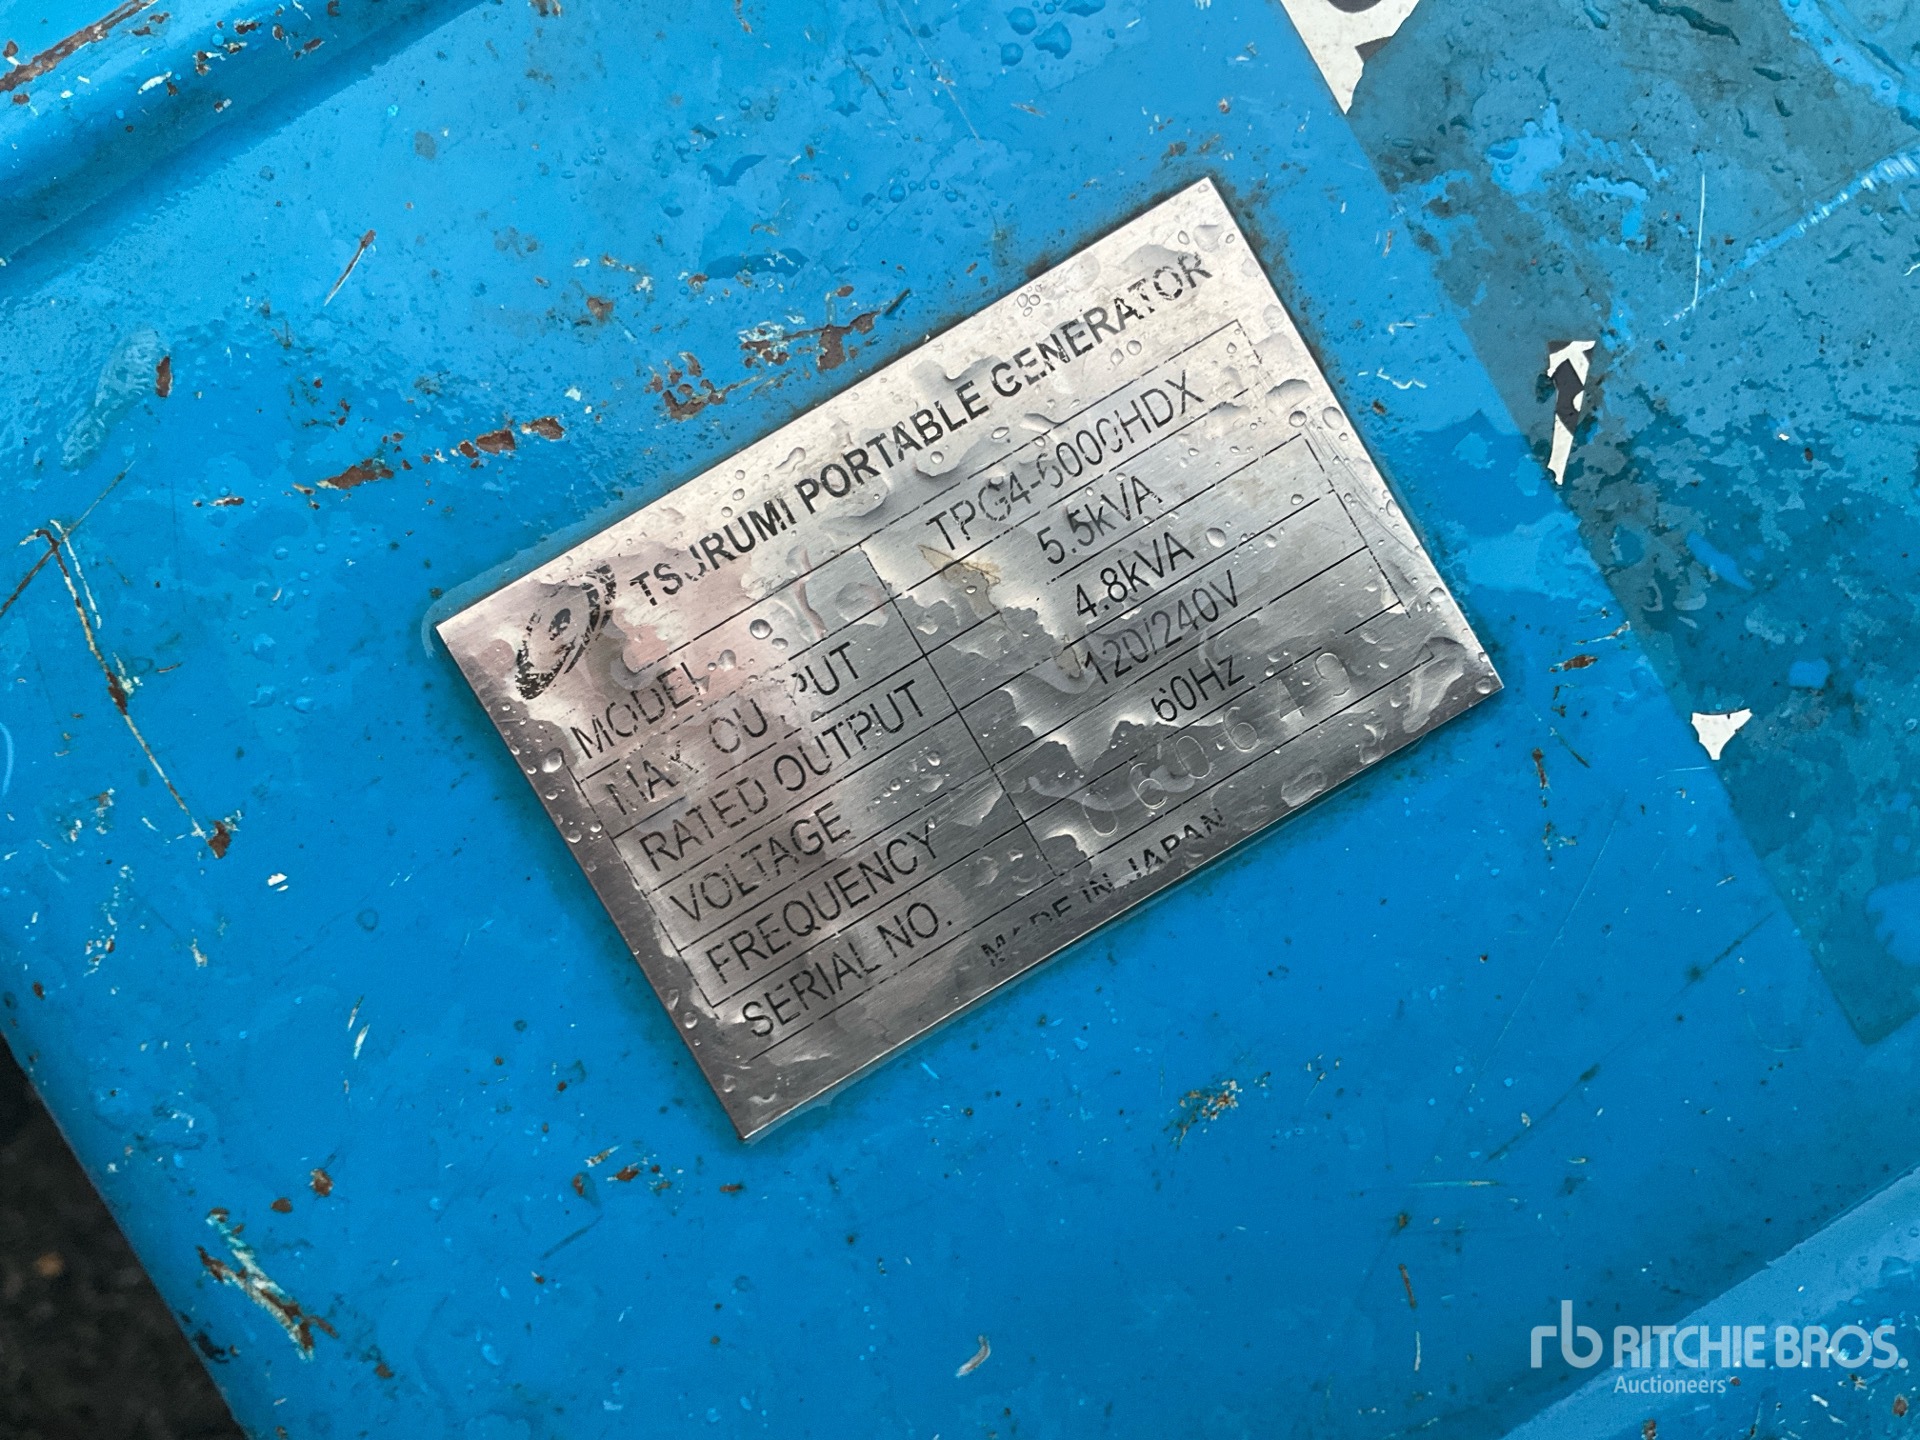 TSURUMI PORTABLE GENERATOR
MODEL TPG4-6000HDX
MAX OUTPUT 5.5kVA
RATED OUTPUT 4.8kVA
VOLTAGE 120/240V
FREQUENCY 60Hz
SERIAL NO.
MADE IN JAPAN
rb RITCHIE BROS.
Auctioneers